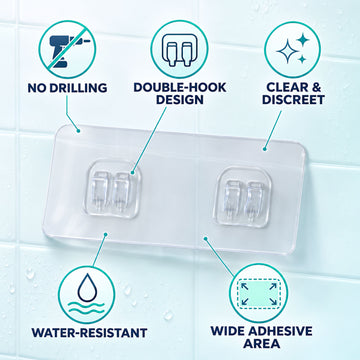 NO DRILLING
DOUBLE-HOOK
DESIGN
CLEAR &
DISCREET
WATER-RESISTANT
WIDE ADHESIVE
AREA